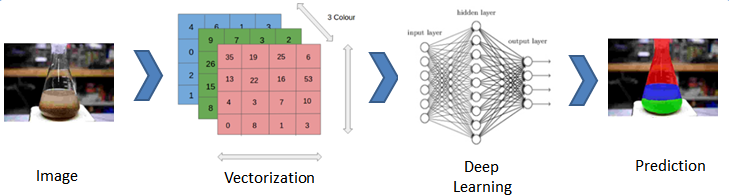 3 Colour
4 6 1 3
0
2
1
9 7 3 2
26
15
8
35 19 25 6
13 22 16 53
4 3 7 10
0 8 1 3
hidden layer
input layer
output layer
Image
Vectorization
Deep
Learning
Prediction